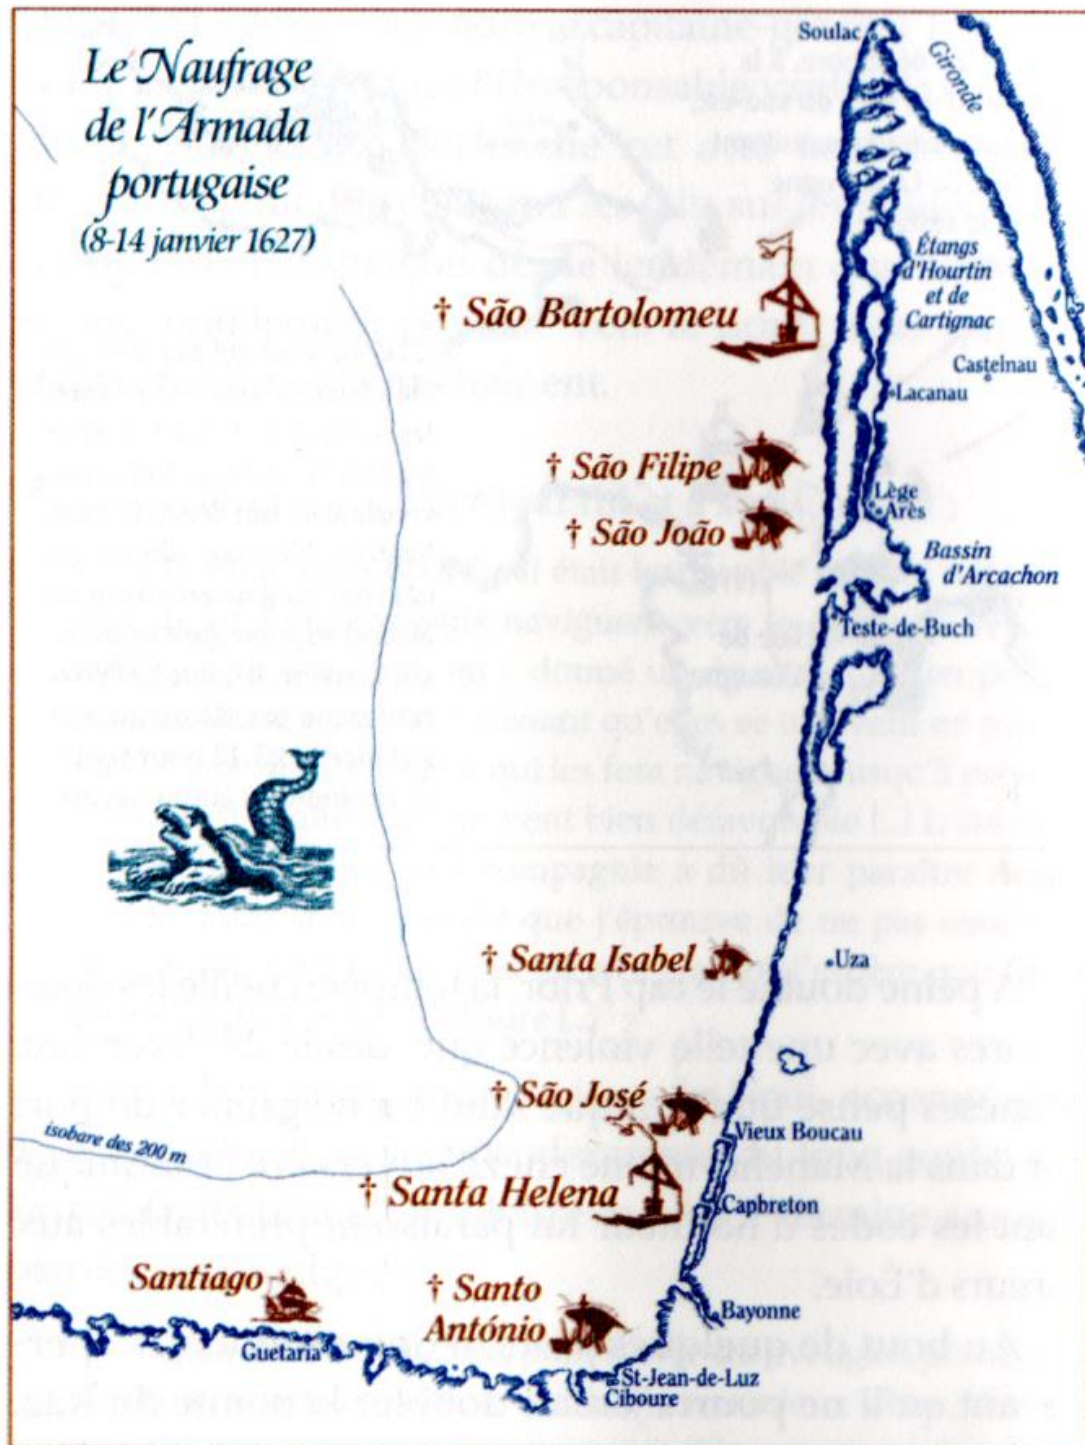 Le Naufrage
de l'Armada
portugaise
(8-14 janvier 1627)
Soulac
Gironde
† São Bartolomeu
Étangs
d'Hourtin
et de
Cartignac
Castelnau
Lacanau
† São Filipe
Lège
Arès
† São João
Bassin
d'Arcachon
Teste-de-Buch
† Santa Isabel
Uza
† São José
Vieux Boucau
isobare des 200 m
† Santa Helena
Capbreton
Santiago
† Santo
António
Bayonne
Guetaria
St-Jean-de-Luz
Ciboure